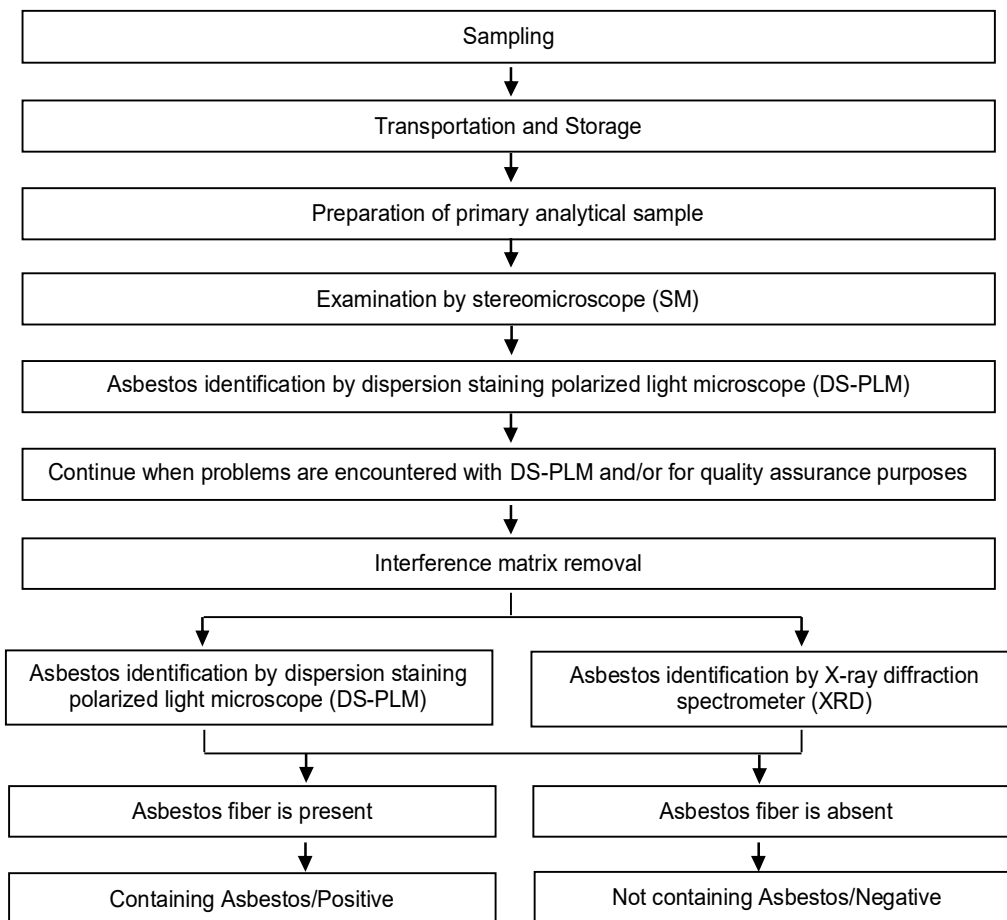 Sampling
Transportation and Storage
Preparation of primary analytical sample
Examination by stereomicroscope (SM)
Asbestos identification by dispersion staining polarized light microscope (DS-PLM)
Continue when problems are encountered with DS-PLM and/or for quality assurance purposes
Interference matrix removal
Asbestos identification by dispersion staining
polarized light microscope (DS-PLM)
Asbestos identification by X-ray diffraction
spectrometer (XRD)
Asbestos fiber is present
Asbestos fiber is absent
Containing Asbestos/Positive
Not containing Asbestos/Negative